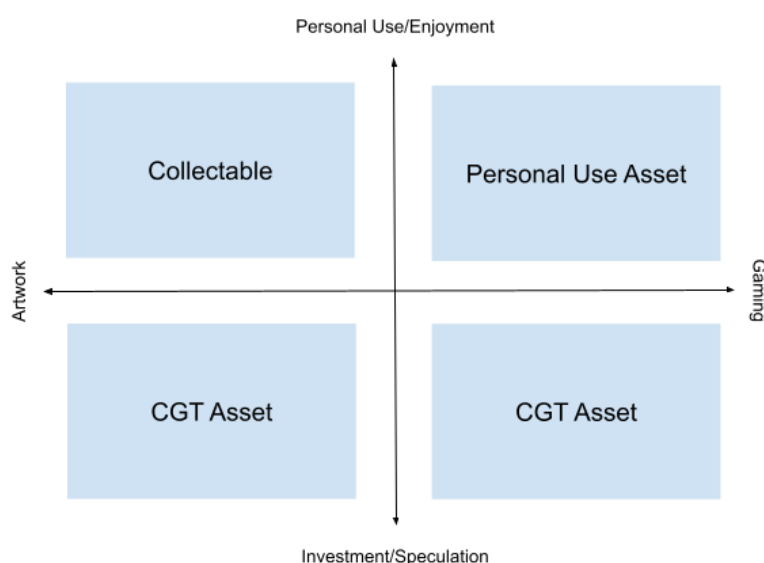 Personal Use/Enjoyment
Collectable
Personal Use Asset
Artwork
Gaming
CGT Asset
CGT Asset
Investment/Speculation